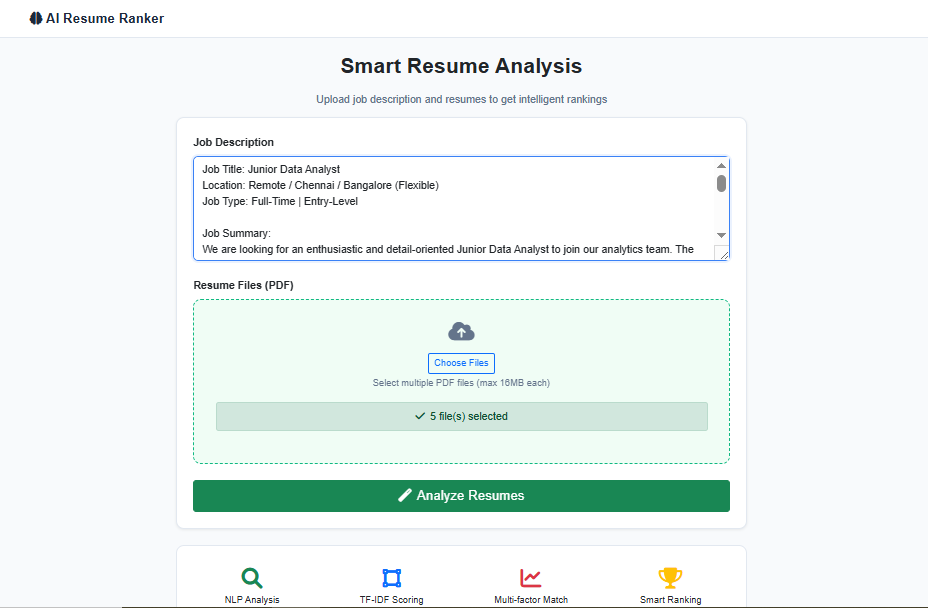 AI Resume Ranker
Smart Resume Analysis
Upload job description and resumes to get intelligent rankings
Job Description
Job Title: Junior Data Analyst
Location: Remote / Chennai / Bangalore (Flexible)
Job Type: Full-Time | Entry-Level
Job Summary:
We are looking for an enthusiastic and detail-oriented Junior Data Analyst to join our analytics team. The
Resume Files (PDF)
Choose Files
Select multiple PDF files (max 16MB each)
5 file(s) selected
Analyze Resumes
NLP Analysis
TF-IDF Scoring
Multi-factor Match
Smart Ranking